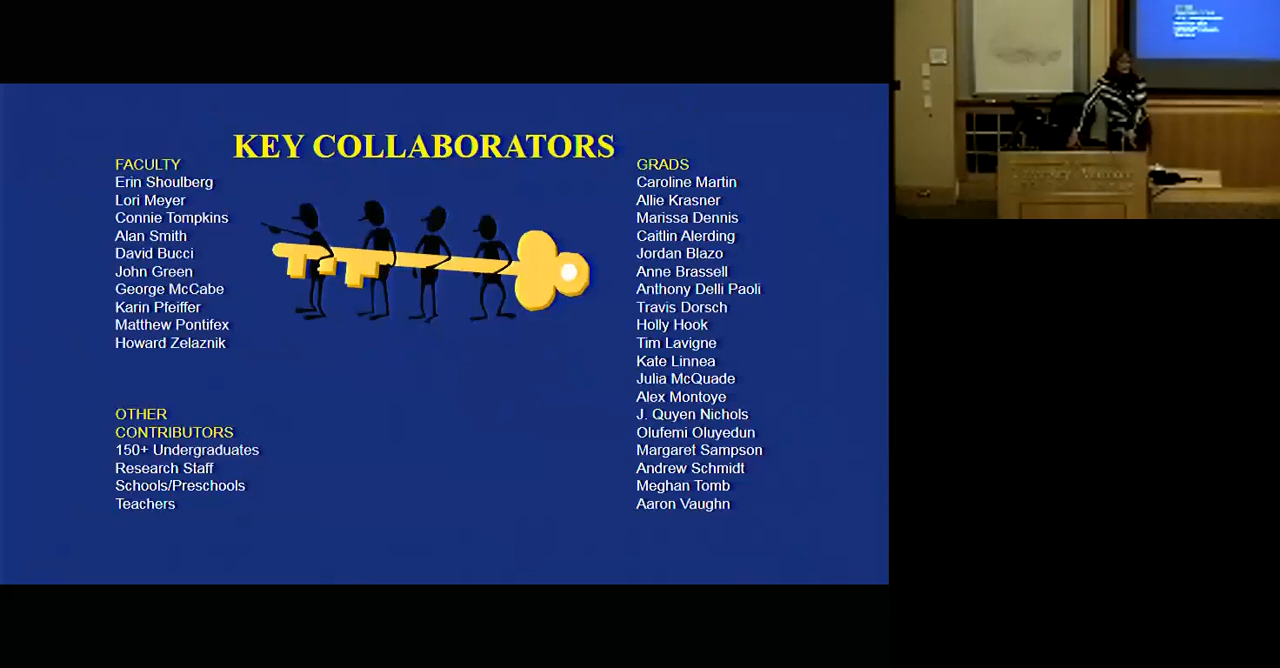 KEY COLLABORATORS
FACULTY
Erin Shoulberg
Lori Meyer
Connie Tompkins
Alan Smith
David Bucci
John Green
George McCabe
Karin Pfeiffer
Matthew Pontifex
Howard Zelaznik
OTHER
CONTRIBUTORS
150+ Undergraduates
Research Staff
Schools/Preschools
Teachers
GRADS
Caroline Martin
Allie Krasner
Marissa Dennis
Caitlin Alerding
Jordan Blazo
Anne Brassell
Anthony Delli Paoli
Travis Dorsch
Holly Hook
Tim Lavigne
Kate Linnea
Julia McQuade
Alex Montoye
J. Quyen Nichols
Olufemi Oluyedun
Margaret Sampson
Andrew Schmidt
Meghan Tomb
Aaron Vaughn